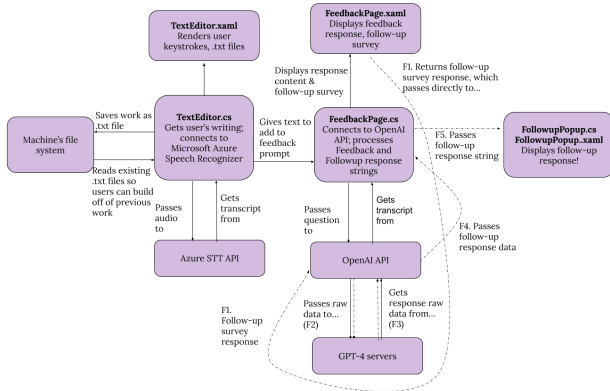 TextEditor.xaml
Renders user
keystrokes, .txt files
FeedbackPage.xaml
Displays feedback
response, follow-up
survey
Displays response
content &
follow-up survey
F1. Returns follow-up
survey response, which
passes directly to...
Saves work as
.txt file
Machine's file
system
Reads existing
.txt files so
users can build
off of previous
work
TextEditor.cs
Gets user's writing;
connects to
Microsoft Azure
Speech Recognizer
Gives text to
add to
feedback
prompt
FeedbackPage.cs
Connects to OpenAI
API; processes
Feedback and
Followup response
strings
F5. Passes
follow-up
response string
FollowupPopup.cs
FollowupPopup..xaml
Displays follow-up
response!
Passes
audio
to
Gets
transcript
from
Azure STT API
Passes
question
to
Gets
transcript
from
F4. Passes
follow-up
response data
OpenAI API
F1.
Follow-up
survey
response
Passes raw
data to...
(F2)
Gets
response raw
data from...
(F3)
GPT-4 servers